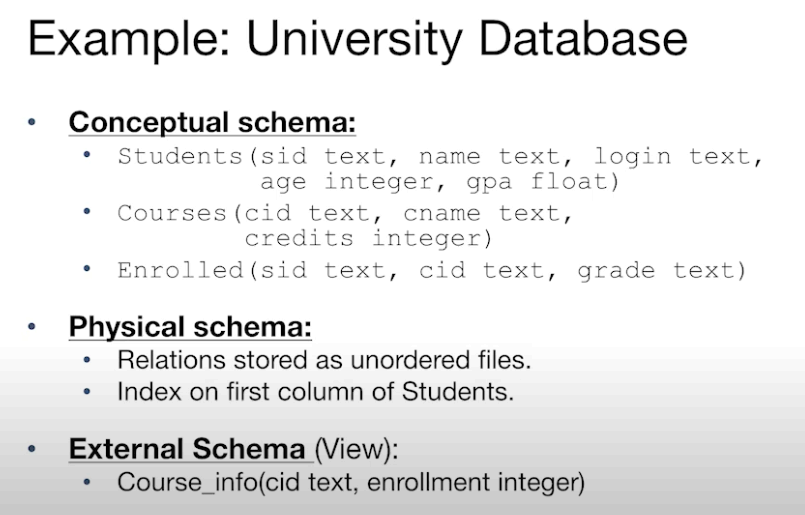 Example: University Database
• Conceptual schema:
• Students(sid text, name text, login text,
age integer, gpa float)
• Courses(cid text, cname text,
credits integer)
• Enrolled(sid text, cid text, grade text)
• Physical schema:
• Relations stored as unordered files.
• Index on first column of Students.
• External Schema (View):
• Course_info(cid text, enrollment integer)